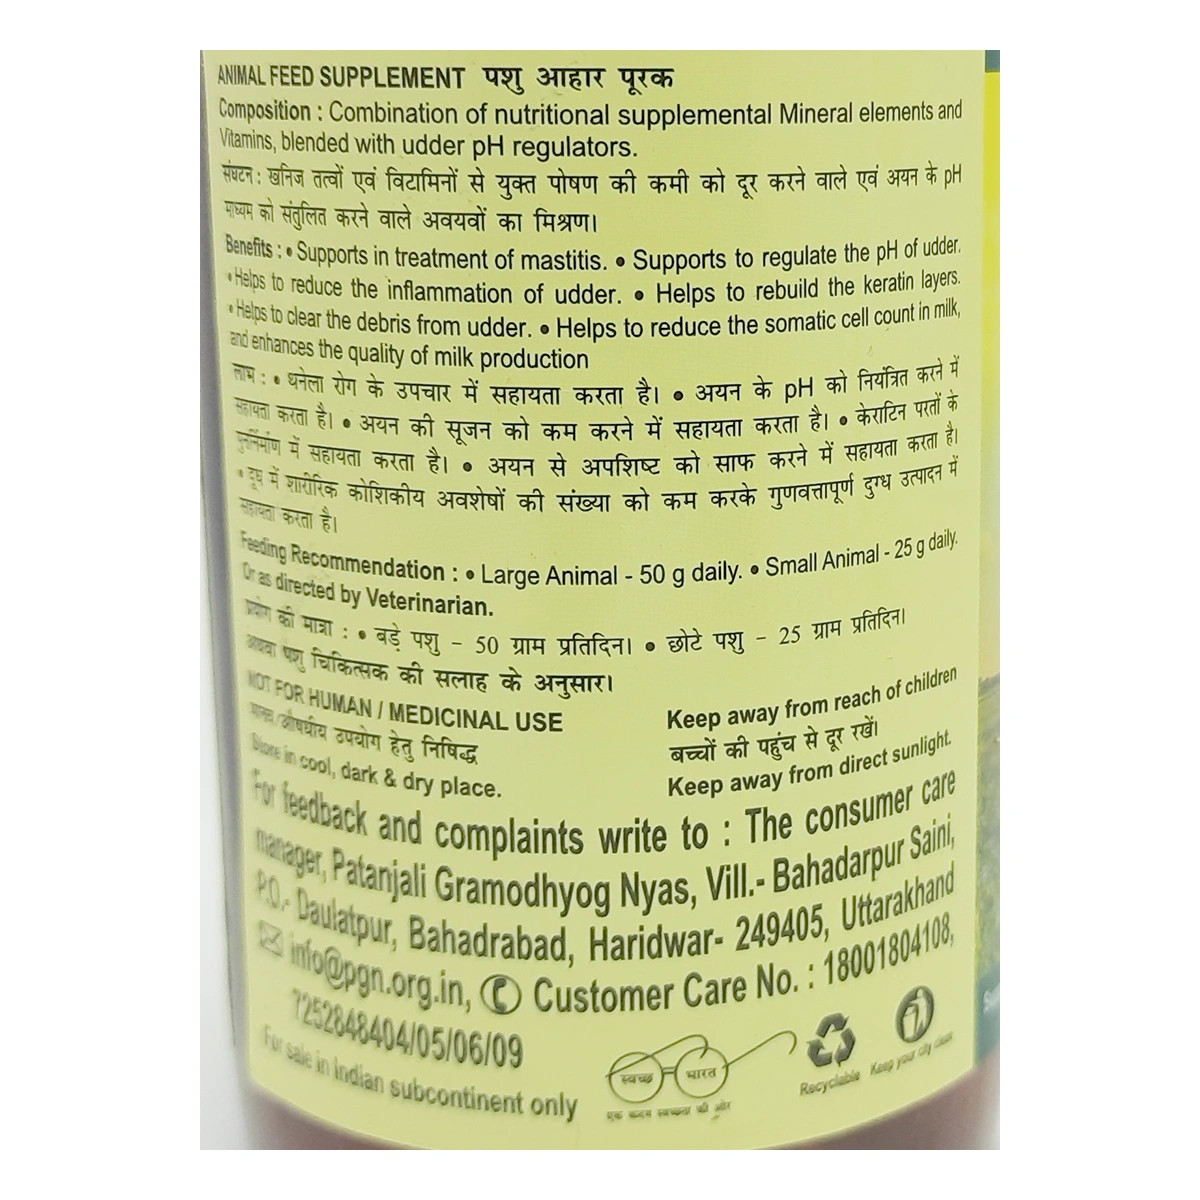 ANIMAL FEED SUPPLEMENT पशु आहार पूरक
Composition : Combination of nutritional supplemental Mineral elements and
Vitamins, blended with udder pH regulators.
संघटन : खनिज तत्वों एवं विटामिनों से युक्त पोषण की कमी को दूर करने वाले एवं अयन के pH
माध्यम को संतुलित करने वाले अवयवों का मिश्रण।
Benefits : • Supports in treatment of mastitis. • Supports to regulate the pH of udder.
• Helps to reduce the inflammation of udder. • Helps to rebuild the keratin layers.
• Helps to clear the debris from udder. • Helps to reduce the somatic cell count in milk,
and enhances the quality of milk production
लाभ : • थनेला रोग के उपचार में सहायता करता है। • अयन के pH को नियंत्रित करने में
सहायता करता है। • अयन की सूजन को कम करने में सहायता करता है। • केराटिन परतों के
पुनर्निर्माण में सहायता करता है। • अयन से अपशिष्ट को साफ करने में सहायता करता है।
• दूध में शारीरिक कोशिकीय अवशेषों की संख्या को कम करके गुणवत्तापूर्ण दुग्ध उत्पादन में
सहायता करता है।
Feeding Recommendation : • Large Animal - 50 g daily. • Small Animal - 25 g daily.
Or as directed by Veterinarian.
प्रयोग की मात्रा : • बड़े पशु - 50 ग्राम प्रतिदिन। • छोटे पशु - 25 ग्राम प्रतिदिन।
अथवा पशु चिकित्सक की सलाह के अनुसार।
NOT FOR HUMAN / MEDICINAL USE
मानव/औषधीय उपयोग हेतु निषिद्ध
Store in cool, dark & dry place.
Keep away from reach of children
बच्चों की पहुंच से दूर रखें।
Keep away from direct sunlight.
For feedback and complaints write to : The consumer care
manager, Patanjali Gramodhyog Nyas, Vill.- Bahadarpur Saini,
P.O.- Daulatpur, Bahadrabad, Haridwar- 249405, Uttarakhand
info@pgn.org.in, Customer Care No. : 18001804108,
7252848404/05/06/09
For sale in Indian subcontinent only
स्वच्छ भारत
एक कदम स्वच्छता की ओर
Recyclable
Keep your city clean